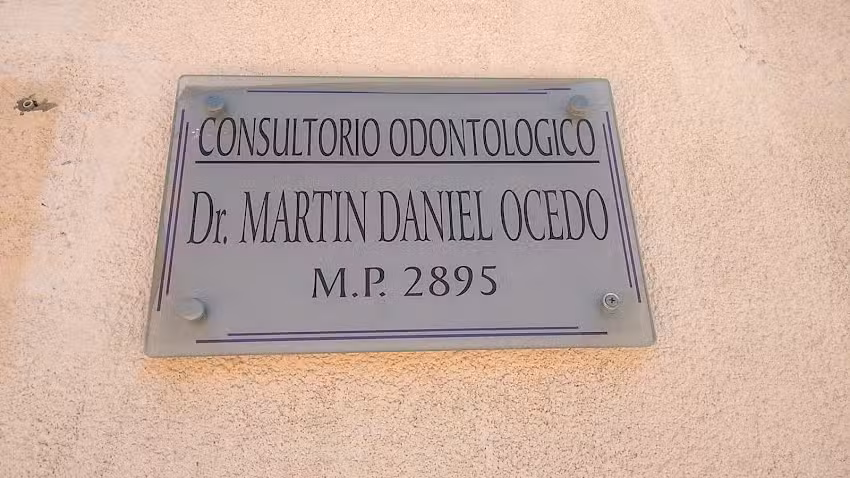 CONSULTORIO ODONTOLOGICO
Dr. MARTIN DANIEL OCEDO
M.P. 2895